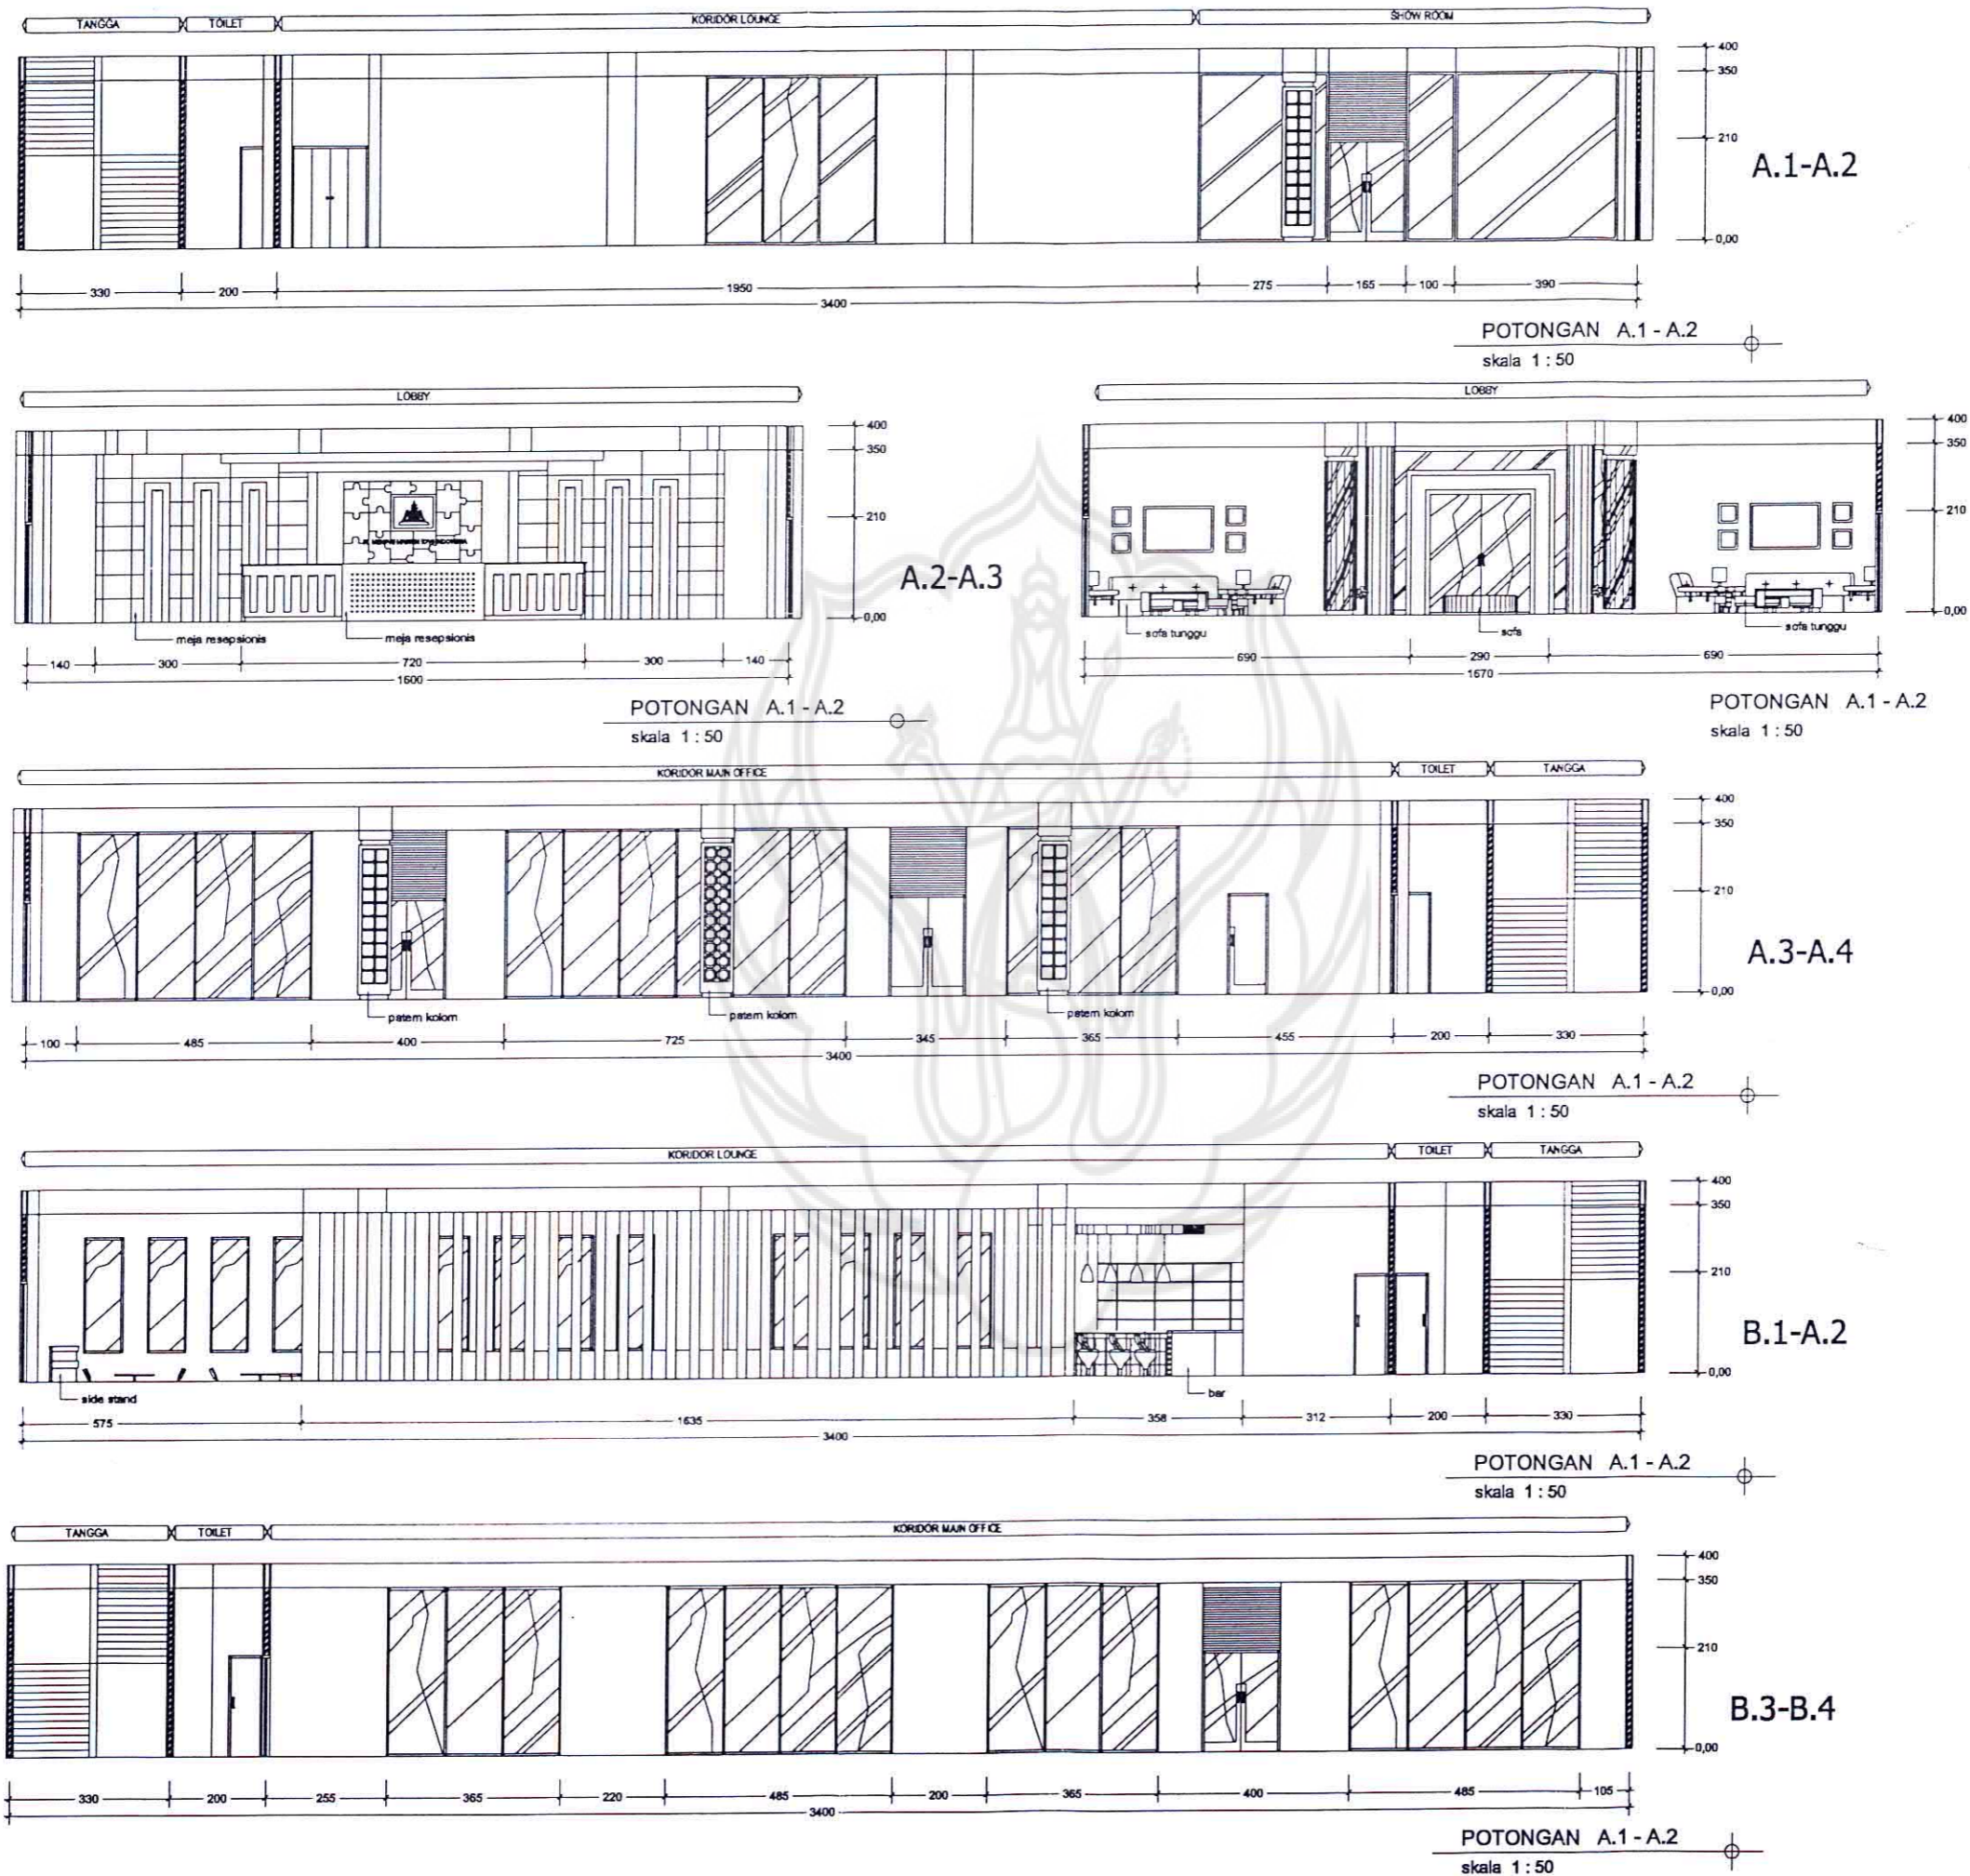 TANGGA TOILET KORIDOR LOUNGE SHOW ROOM
400
350
210
0,00
A.1-A.2
330 200 1950 275 165 100 390
3400
POTONGAN A.1 - A.2
skala 1 : 50
LOBBY
400
350
210
0,00
A.2-A.3
meja resepsionis meja resepsionis
140 300 720 300 140
1600
POTONGAN A.1 - A.2
skala 1 : 50
LOBBY
400
350
210
0,00
sofa tunggu sofa sofa tunggu
690 290 690
1670
POTONGAN A.1 - A.2
skala 1 : 50
KORIDOR MAIN OFFICE TOILET TANGGA
400
350
210
0,00
A.3-A.4
patern kolom patern kolom patern kolom
100 485 400 725 345 365 455 200 330
3400
POTONGAN A.1 - A.2
skala 1 : 50
KORIDOR LOUNGE TOILET TANGGA
400
350
210
0,00
B.1-A.2
side stand bar
575 1635 358 312 200 330
3400
POTONGAN A.1 - A.2
skala 1 : 50
TANGGA TOILET KORIDOR MAIN OFFICE
400
350
210
0,00
B.3-B.4
330 200 255 365 220 485 200 365 400 485 105
3400
POTONGAN A.1 - A.2
skala 1 : 50